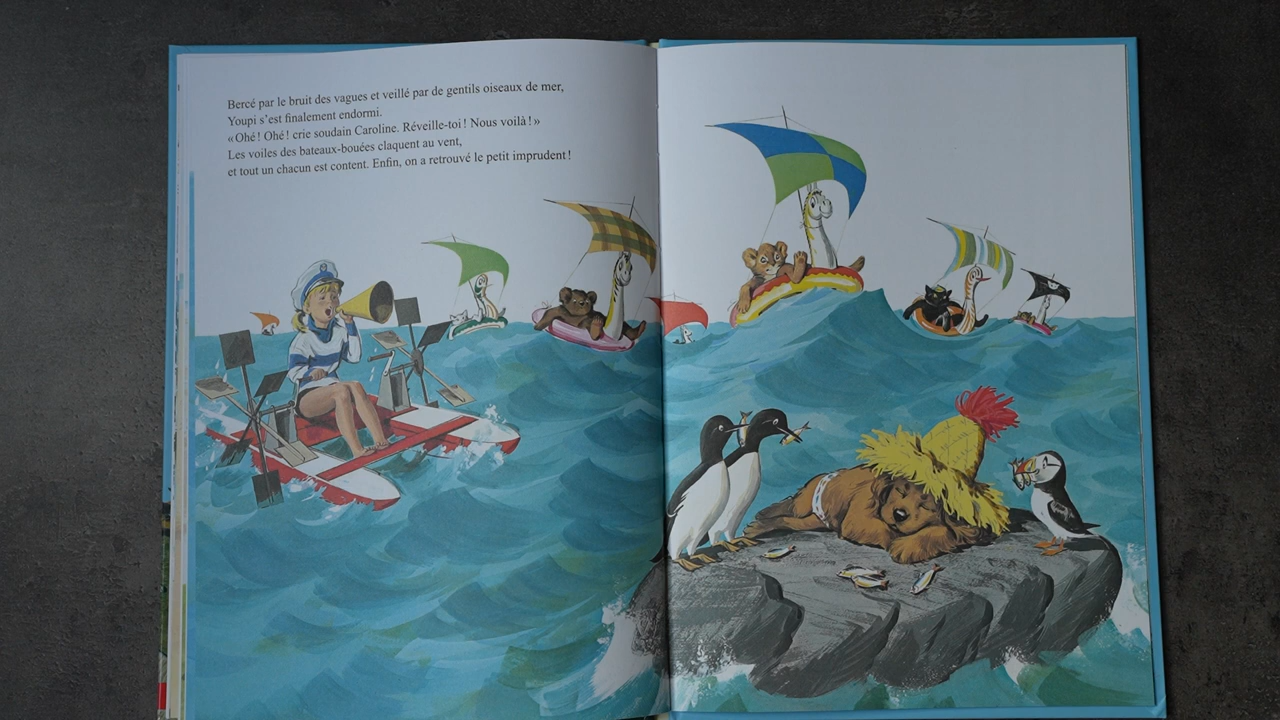 Bercé par le bruit des vagues et veillé par de gentils oiseaux de mer,
Youpi s'est finalement endormi.
« Ohé ! Ohé ! crie soudain Caroline. Réveille-toi ! Nous voilà ! »
Les voiles des bateaux-bouées claquent au vent,
et tout un chacun est content. Enfin, on a retrouvé le petit imprudent !